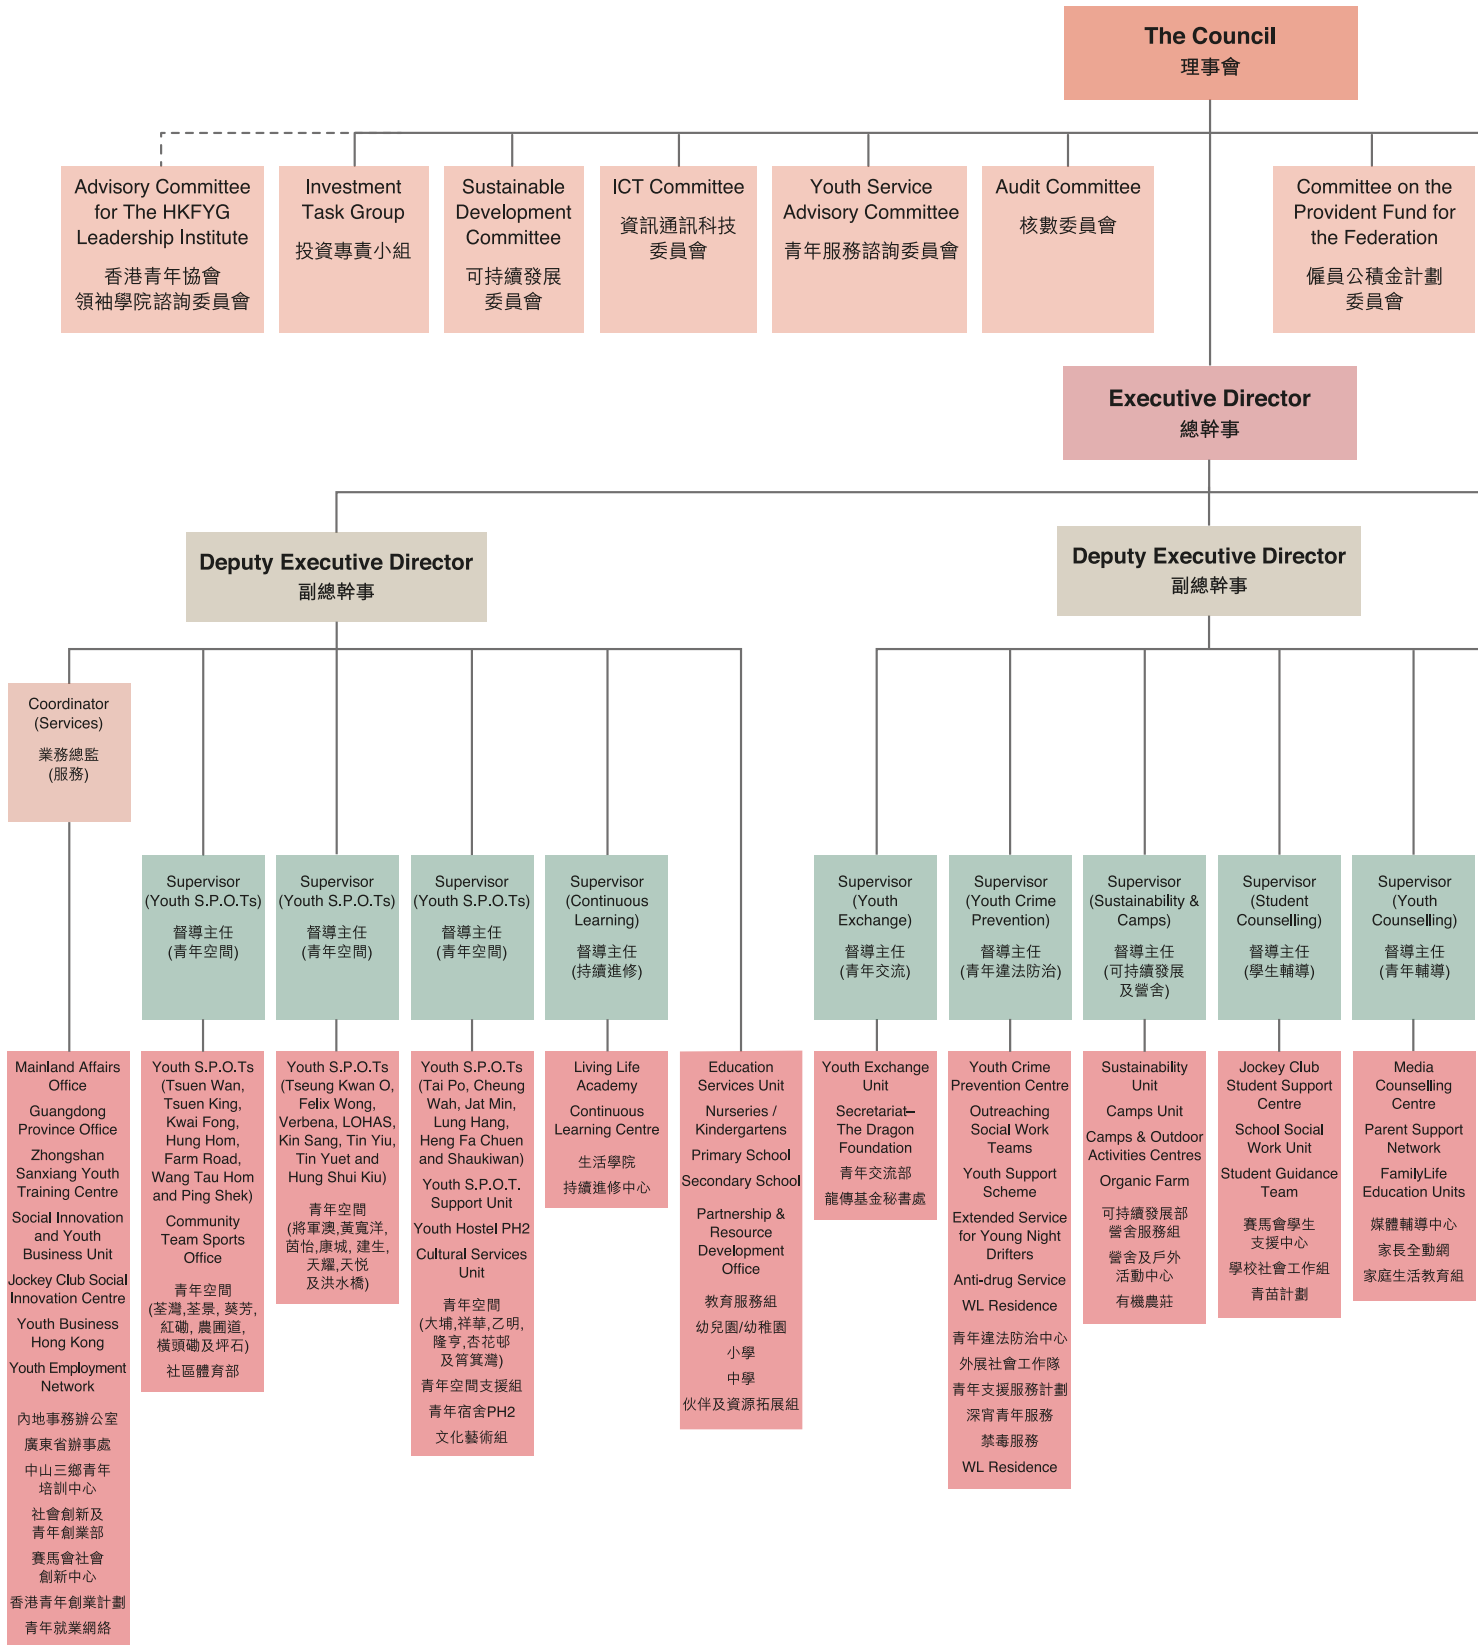 The Council
理事會
Advisory Committee
for The HKFYG
Leadership Institute
香港青年協會
領袖學院諮詢委員會
Investment
Task Group
投資專責小組
Sustainable
Development
Committee
可持續發展
委員會
ICT Committee
資訊通訊科技
委員會
Youth Service
Advisory Committee
青年服務諮詢委員會
Audit Committee
核數委員會
Committee on the
Provident Fund for
the Federation
僱員公積金計劃
委員會
Executive Director
總幹事
Deputy Executive Director
副總幹事
Deputy Executive Director
副總幹事
Coordinator
(Services)
業務總監
(服務)
Supervisor
(Youth S.P.O.Ts)
督導主任
(青年空間)
Supervisor
(Youth S.P.O.Ts)
督導主任
(青年空間)
Supervisor
(Youth S.P.O.Ts)
督導主任
(青年空間)
Supervisor
(Continuous
Learning)
督導主任
(持續進修)
Supervisor
(Youth
Exchange)
督導主任
(青年交流)
Supervisor
(Youth Crime
Prevention)
督導主任
(青年違法防治)
Supervisor
(Sustainability &
Camps)
督導主任
(可持續發展
及營舍)
Supervisor
(Student
Counselling)
督導主任
(學生輔導)
Supervisor
(Youth
Counselling)
督導主任
(青年輔導)
Mainland Affairs
Office
Guangdong
Province Office
Zhongshan
Sanxiang Youth
Training Centre
Social Innovation
and Youth
Business Unit
Jockey Club Social
Innovation Centre
Youth Business
Hong Kong
Youth Employment
Network
內地事務辦公室
廣東省辦事處
中山三鄉青年
培訓中心
社會創新及
青年創業部
賽馬會社會
創新中心
香港青年創業計劃
青年就業網絡
Youth S.P.O.Ts
(Tsuen Wan,
Tsuen King,
Kwai Fong,
Hung Hom,
Farm Road,
Wang Tau Hom
and Ping Shek)
Community
Team Sports
Office
青年空間
(荃灣,荃景, 葵芳,
紅磡, 農圃道,
橫頭磡及坪石)
社區體育部
Youth S.P.O.Ts
(Tseung Kwan O,
Felix Wong,
Verbena, LOHAS,
Kin Sang, Tin Yiu,
Tin Yuet and
Hung Shui Kiu)
青年空間
(將軍澳,黃寬洋,
茵怡,康城, 建生,
天耀,天悅
及洪水橋)
Youth S.P.O.Ts
(Tai Po, Cheung
Wah, Jat Min,
Lung Hang,
Heng Fa Chuen
and Shaukiwan)
Youth S.P.O.T.
Support Unit
Youth Hostel PH2
Cultural Services
Unit
青年空間
(大埔,祥華,乙明,
隆亨,杏花邨
及筲箕灣)
青年空間支援組
青年宿舍PH2
文化藝術組
Living Life
Academy
Continuous
Learning Centre
生活學院
持續進修中心
Education
Services Unit
Nurseries /
Kindergartens
Primary School
Secondary School
Partnership &
Resource
Development
Office
教育服務組
幼兒園/幼稚園
小學
中學
伙伴及資源拓展組
Youth Exchange
Unit
Secretariat–
The Dragon
Foundation
青年交流部
龍傳基金秘書處
Youth Crime
Prevention Centre
Outreaching
Social Work
Teams
Youth Support
Scheme
Extended Service
for Young Night
Drifters
Anti-drug Service
WL Residence
青年違法防治中心
外展社會工作隊
青年支援服務計劃
深宵青年服務
禁毒服務
WL Residence
Sustainability
Unit
Camps Unit
Camps & Outdoor
Activities Centres
Organic Farm
可持續發展部
營舍服務組
營舍及戶外
活動中心
有機農莊
Jockey Club
Student Support
Centre
School Social
Work Unit
Student Guidance
Team
賽馬會學生
支援中心
學校社會工作組
青苗計劃
Media
Counselling
Centre
Parent Support
Network
FamilyLife
Education Units
媒體輔導中心
家長全動網
家庭生活教育組